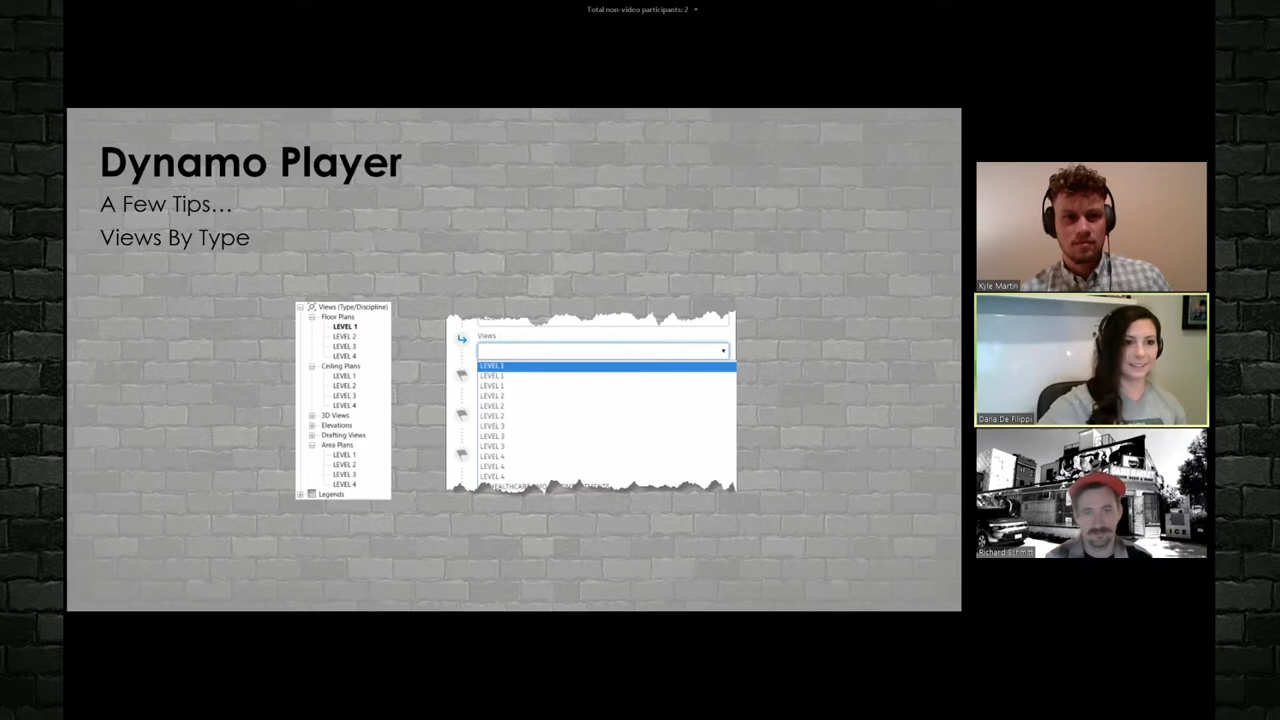 Total non-video participants: 2
Dynamo Player
A Few Tips...
Views By Type
Views (Type/Discipline)
Floor Plans
LEVEL 1
LEVEL 2
LEVEL 3
LEVEL 4
Ceiling Plans
LEVEL 1
LEVEL 2
LEVEL 3
LEVEL 4
3D Views
Elevations
Drafting Views
Area Plans
LEVEL 1
LEVEL 2
LEVEL 3
LEVEL 4
Legends
Views
LEVEL 1
LEVEL 1
LEVEL 1
LEVEL 2
LEVEL 2
LEVEL 2
LEVEL 3
LEVEL 3
LEVEL 3
LEVEL 4
LEVEL 4
LEVEL 4
Kyle Martin
Dana De Filippi
ICE
Richard Schmitt